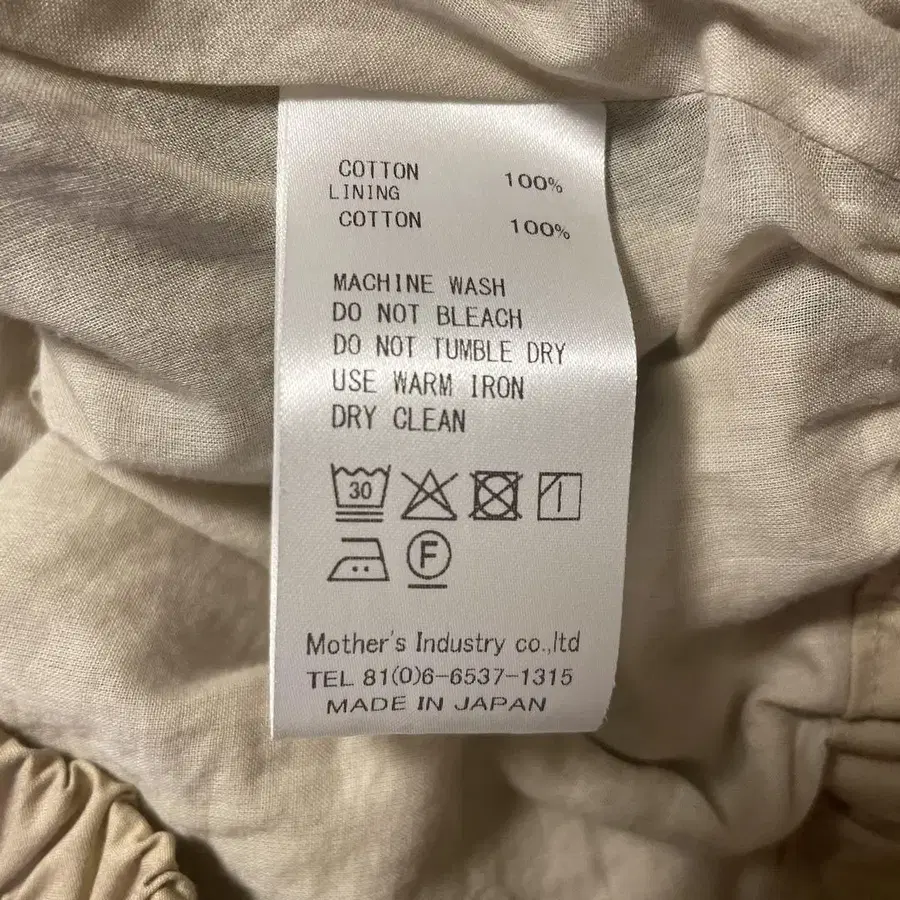 COTTON 100%
LINING
COTTON 100%
MACHINE WASH
DO NOT BLEACH
DO NOT TUMBLE DRY
USE WARM IRON
DRY CLEAN
30
F
Mother's Industry co.,ltd
TEL 81(0)6-6537-1315
MADE IN JAPAN